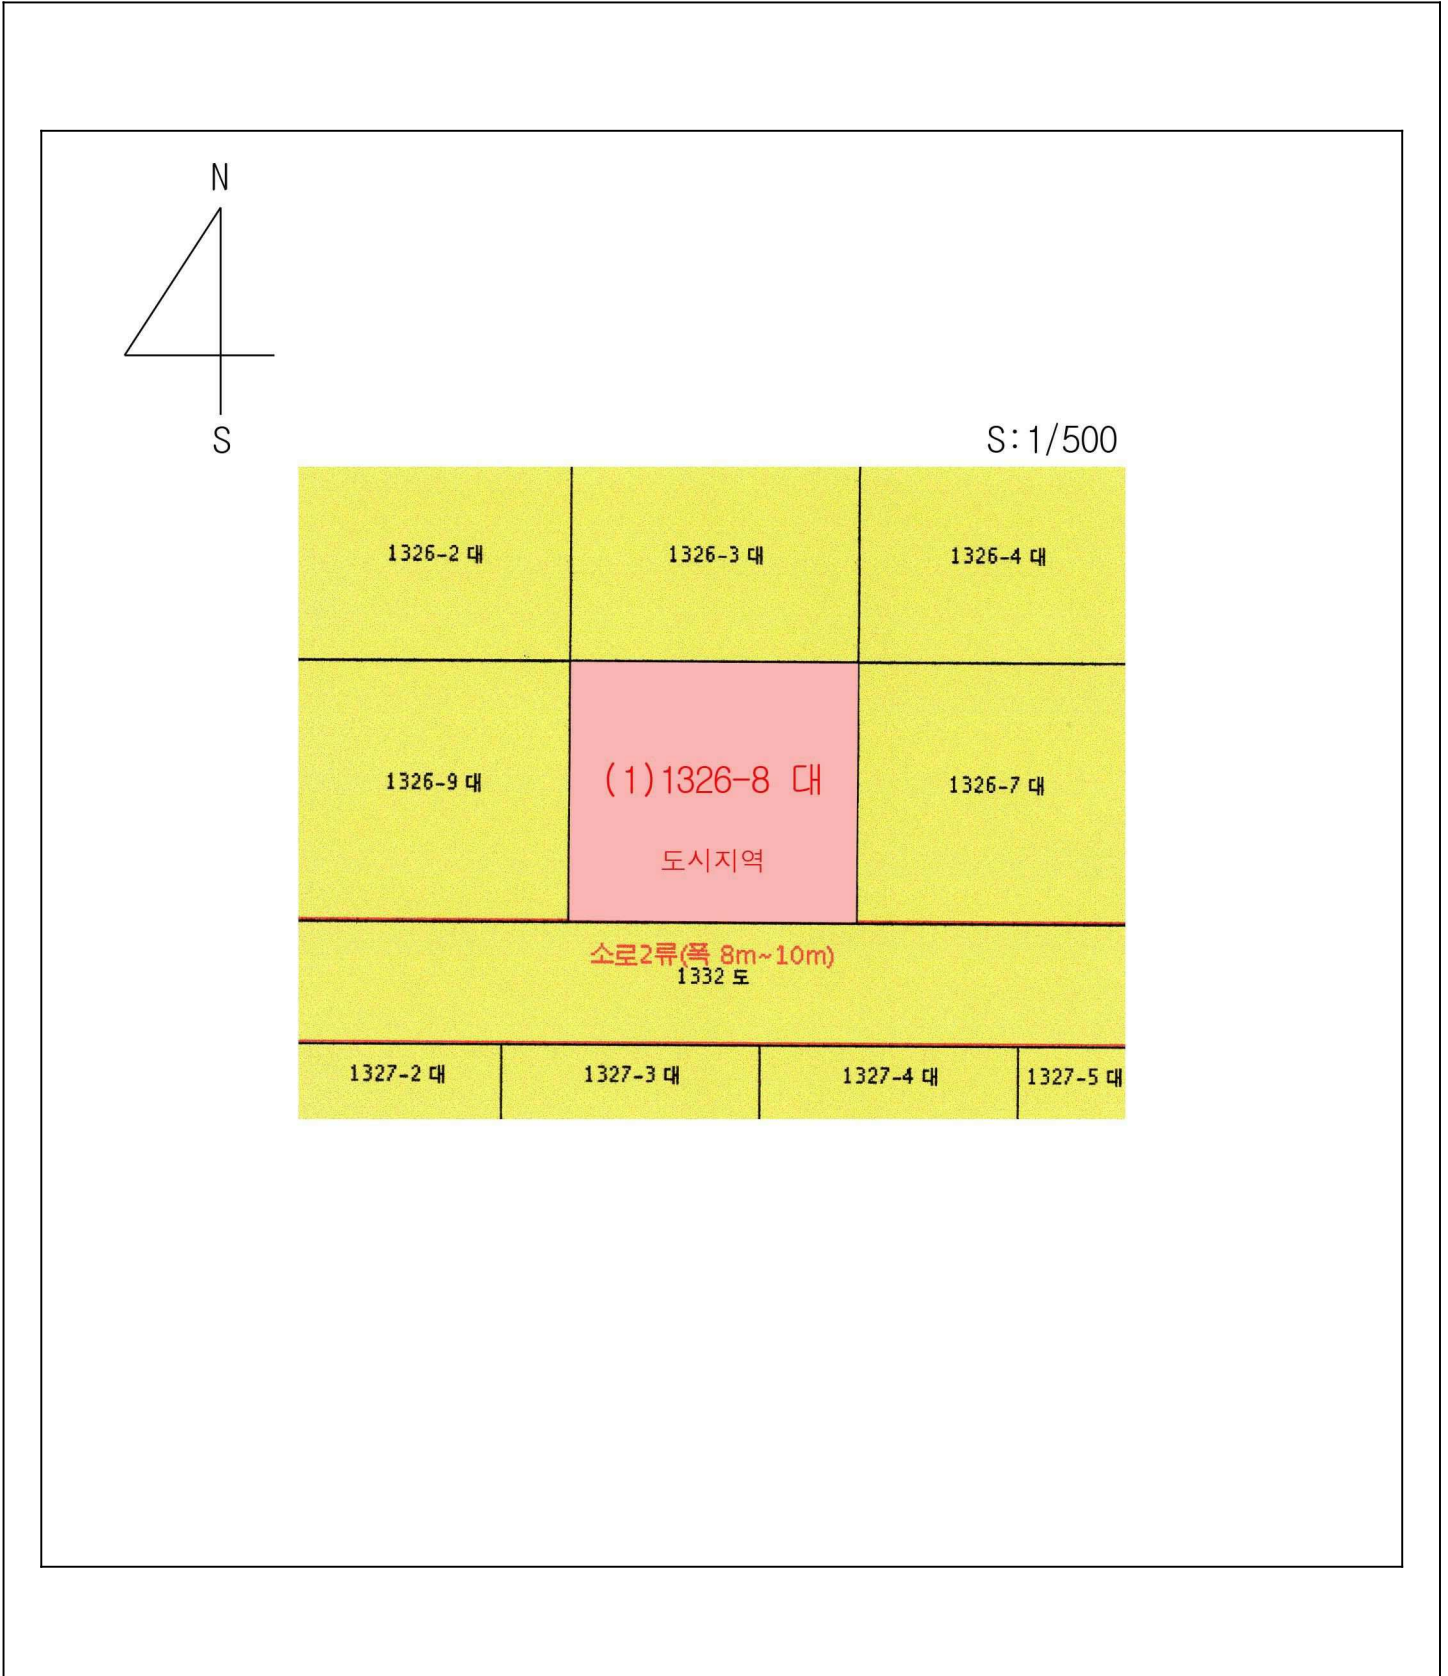 N
S
S:1/500
1326-2 대
1326-3 대
1326-4 대
1326-9 대
(1)1326-8 대
1326-7 대
도시지역
소로2류(폭 8m~10m)
1332 도
1327-2 대
1327-3 대
1327-4 대
1327-5 대